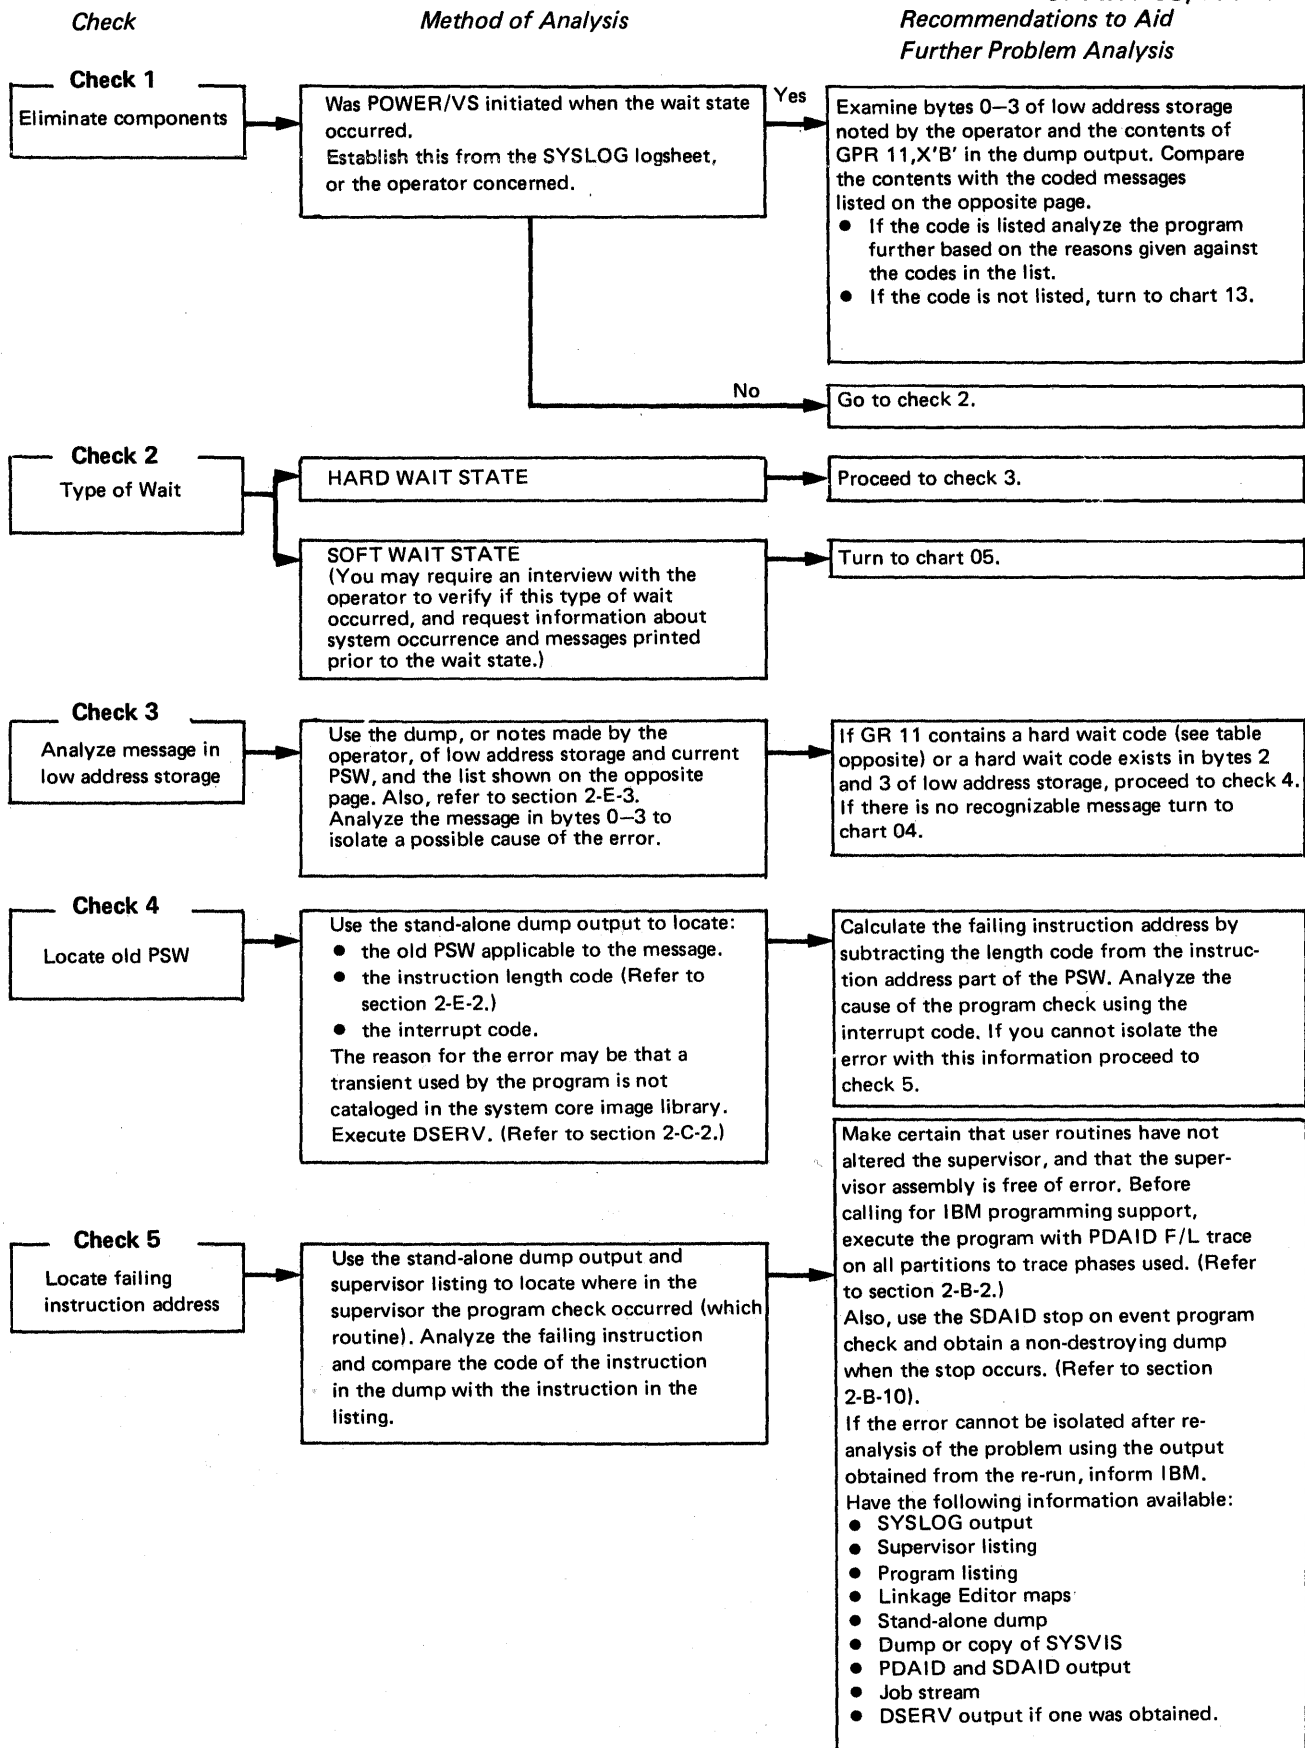 Check
Method of Analysis
Recommendations to Aid
Further Problem Analysis
Check 1
Eliminate components
Was POWER/VS initiated when the wait state
occurred.
Establish this from the SYSLOG logsheet,
or the operator concerned.
Yes
Examine bytes 0–3 of low address storage
noted by the operator and the contents of
GPR 11,X'B' in the dump output. Compare
the contents with the coded messages
listed on the opposite page.
● If the code is listed analyze the program
further based on the reasons given against
the codes in the list.
● If the code is not listed, turn to chart 13.
No
Go to check 2.
Check 2
Type of Wait
HARD WAIT STATE
Proceed to check 3.
SOFT WAIT STATE
(You may require an interview with the
operator to verify if this type of wait
occurred, and request information about
system occurrence and messages printed
prior to the wait state.)
Turn to chart 05.
Check 3
Analyze message in
low address storage
Use the dump, or notes made by the
operator, of low address storage and current
PSW, and the list shown on the opposite
page. Also, refer to section 2-E-3.
Analyze the message in bytes 0–3 to
isolate a possible cause of the error.
If GR 11 contains a hard wait code (see table
opposite) or a hard wait code exists in bytes 2
and 3 of low address storage, proceed to check 4.
If there is no recognizable message turn to
chart 04.
Check 4
Locate old PSW
Use the stand-alone dump output to locate:
● the old PSW applicable to the message.
● the instruction length code (Refer to
section 2-E-2.)
● the interrupt code.
The reason for the error may be that a
transient used by the program is not
cataloged in the system core image library.
Execute DSERV. (Refer to section 2-C-2.)
Calculate the failing instruction address by
subtracting the length code from the instruc-
tion address part of the PSW. Analyze the
cause of the program check using the
interrupt code. If you cannot isolate the
error with this information proceed to
check 5.
Check 5
Locate failing
instruction address
Use the stand-alone dump output and
supervisor listing to locate where in the
supervisor the program check occurred (which
routine). Analyze the failing instruction
and compare the code of the instruction
in the dump with the instruction in the
listing.
Make certain that user routines have not
altered the supervisor, and that the super-
visor assembly is free of error. Before
calling for IBM programming support,
execute the program with PDAID F/L trace
on all partitions to trace phases used. (Refer
to section 2-B-2.)
Also, use the SDAID stop on event program
check and obtain a non-destroying dump
when the stop occurs. (Refer to section
2-B-10).
If the error cannot be isolated after re-
analysis of the problem using the output
obtained from the re-run, inform IBM.
Have the following information available:
● SYSLOG output
● Supervisor listing
● Program listing
● Linkage Editor maps
● Stand-alone dump
● Dump or copy of SYSVIS
● PDAID and SDAID output
● Job stream
● DSERV output if one was obtained.